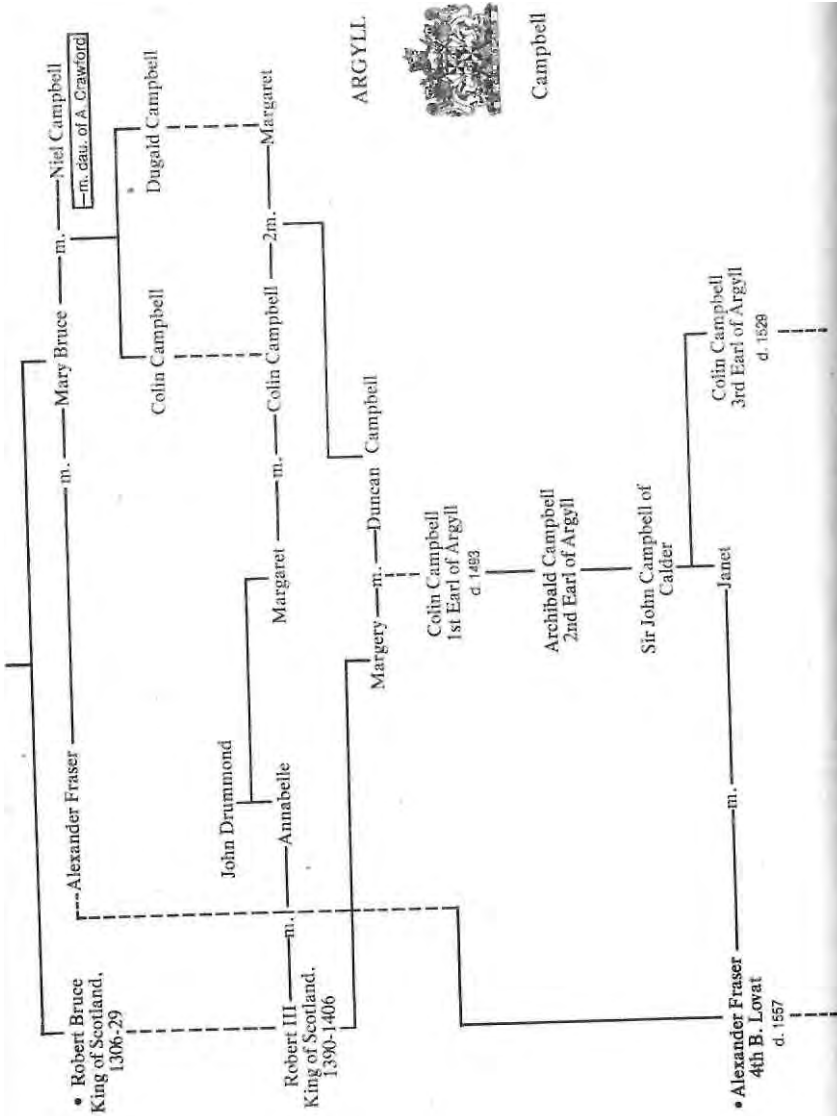 • Robert Bruce
King of Scotland,
1306-29
Alexander Fraser
m.
Mary Bruce
m.
Niel Campbell
—m. dau. of A. Crawford
Colin Campbell
Dugald Campbell
John Drummond
Robert III
King of Scotland,
1390-1406
m.
Annabelle
Margaret
m.
Colin Campbell
2m.
Margaret
Margery
m.
Duncan Campbell
ARGYLL
Campbell
Colin Campbell
1st Earl of Argyll
d. 1493
Archibald Campbell
2nd Earl of Argyll
Sir John Campbell of
Calder
• Alexander Fraser
4th B. Lovat
d. 1557
m.
Janet
Colin Campbell
3rd Earl of Argyll
d. 1529